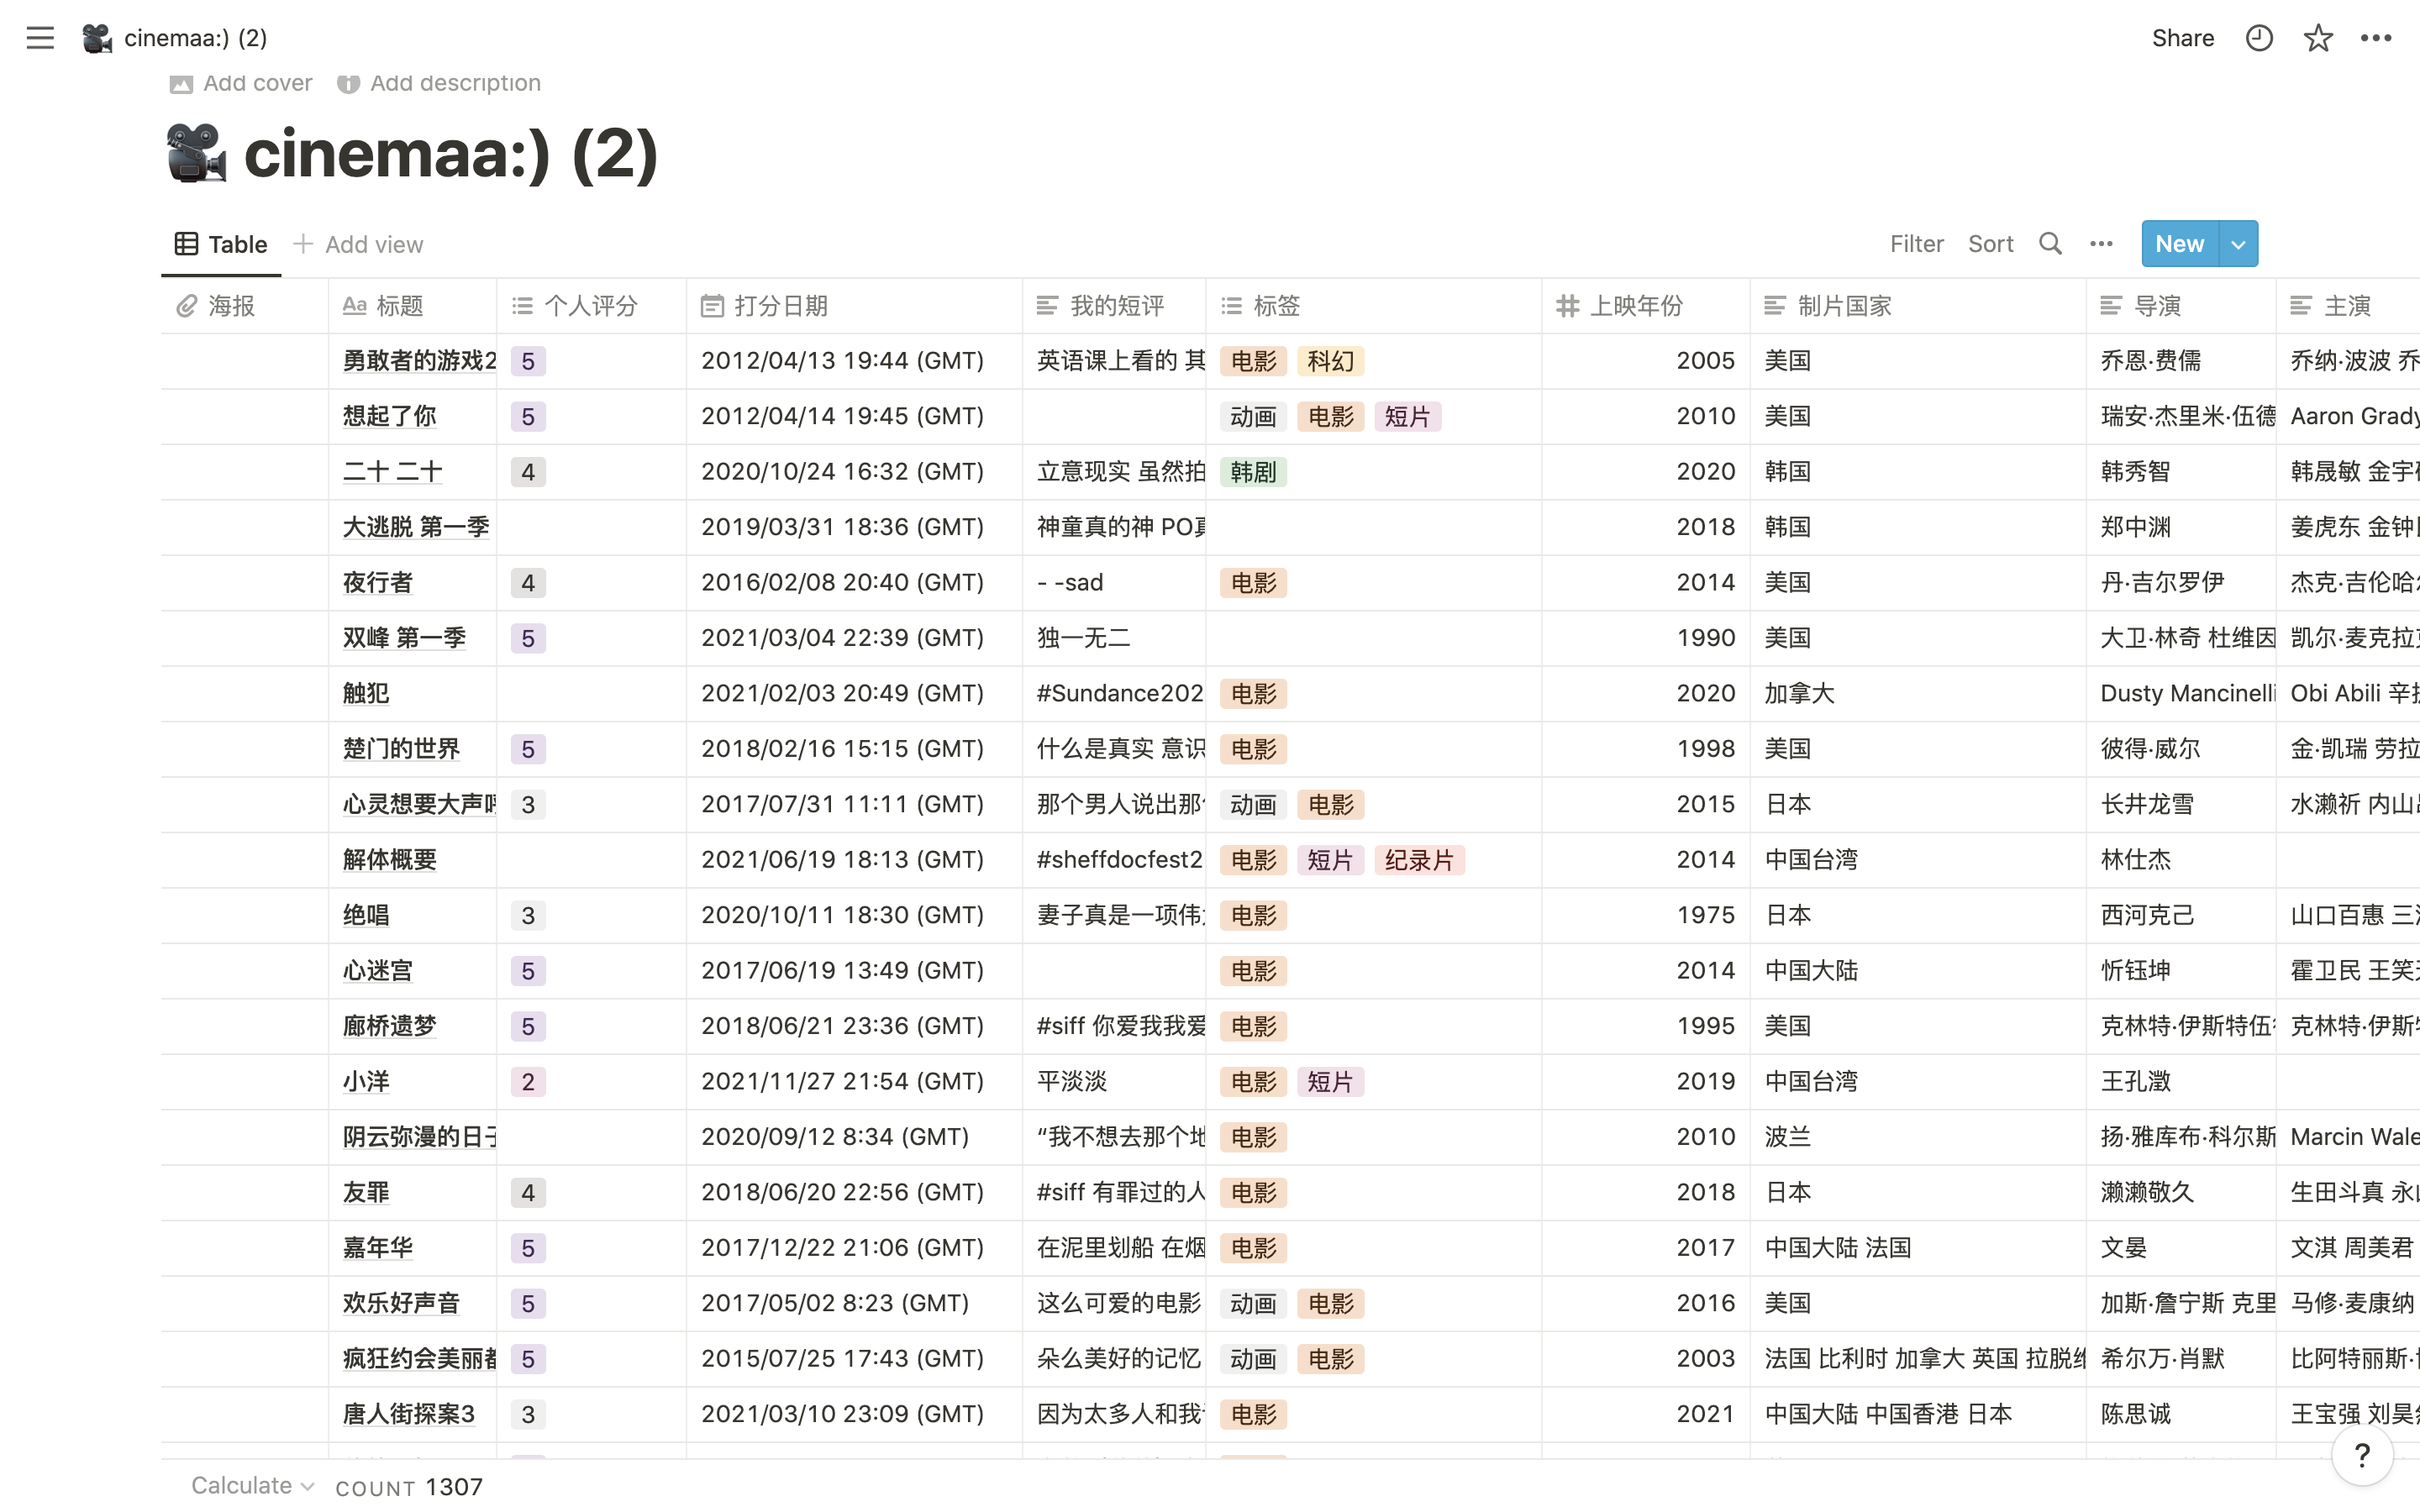 cinemaa:) (2)
Share
Add cover Add description
cinemaa:) (2)
Table Add view
Filter Sort New
海报 Aa 标题 个人评分 打分日期 我的短评 标签 上映年份 制片国家 导演 主演
勇敢者的游戏2 5 2012/04/13 19:44 (GMT) 英语课上看的 其 电影 科幻 2005 美国 乔恩·费儒 乔纳·波波 乔
想起了你 5 2012/04/14 19:45 (GMT) 动画 电影 短片 2010 美国 瑞安·杰里米·伍德 Aaron Grady
二十 二十 4 2020/10/24 16:32 (GMT) 立意现实 虽然拍 韩剧 2020 韩国 韩秀智 韩晟敏 金宇
大逃脱 第一季 2019/03/31 18:36 (GMT) 神童真的神 PO真 2018 韩国 郑中渊 姜虎东 金钟
夜行者 4 2016/02/08 20:40 (GMT) - -sad 电影 2014 美国 丹·吉尔罗伊 杰克·吉伦哈
双峰 第一季 5 2021/03/04 22:39 (GMT) 独一无二 1990 美国 大卫·林奇 杜维因 凯尔·麦克拉
触犯 2021/02/03 20:49 (GMT) #Sundance202 电影 2020 加拿大 Dusty Mancinelli Obi Abili 辛
楚门的世界 5 2018/02/16 15:15 (GMT) 什么是真实 意识 电影 1998 美国 彼得·威尔 金·凯瑞 劳拉
心灵想要大声呼 3 2017/07/31 11:11 (GMT) 那个男人说出那 动画 电影 2015 日本 长井龙雪 水濑祈 内山
解体概要 2021/06/19 18:13 (GMT) #sheffdocfest2 电影 短片 纪录片 2014 中国台湾 林仕杰
绝唱 3 2020/10/11 18:30 (GMT) 妻子真是一项伟 电影 1975 日本 西河克己 山口百惠 三
心迷宫 5 2017/06/19 13:49 (GMT) 电影 2014 中国大陆 忻钰坤 霍卫民 王笑
廊桥遗梦 5 2018/06/21 23:36 (GMT) #siff 你爱我我爱 电影 1995 美国 克林特·伊斯特伍 克林特·伊斯
小洋 2 2021/11/27 21:54 (GMT) 平淡淡 电影 短片 2019 中国台湾 王孔澂
阴云弥漫的日子 2020/09/12 8:34 (GMT) “我不想去那个地 电影 2010 波兰 扬·雅库布·科尔斯 Marcin Wale
友罪 4 2018/06/20 22:56 (GMT) #siff 有罪过的人 电影 2018 日本 濑濑敬久 生田斗真 永
嘉年华 5 2017/12/22 21:06 (GMT) 在泥里划船 在烟 电影 2017 中国大陆 法国 文晏 文淇 周美君
欢乐好声音 5 2017/05/02 8:23 (GMT) 这么可爱的电影 动画 电影 2016 美国 加斯·詹宁斯 克里 马修·麦康纳
疯狂约会美丽都 5 2015/07/25 17:43 (GMT) 朵么美好的记忆 动画 电影 2003 法国 比利时 加拿大 英国 拉脱维 希尔万·肖默 比阿特丽斯·
唐人街探案3 3 2021/03/10 23:09 (GMT) 因为太多人和我 电影 2021 中国大陆 中国香港 日本 陈思诚 王宝强 刘昊
?
Calculate COUNT 1307